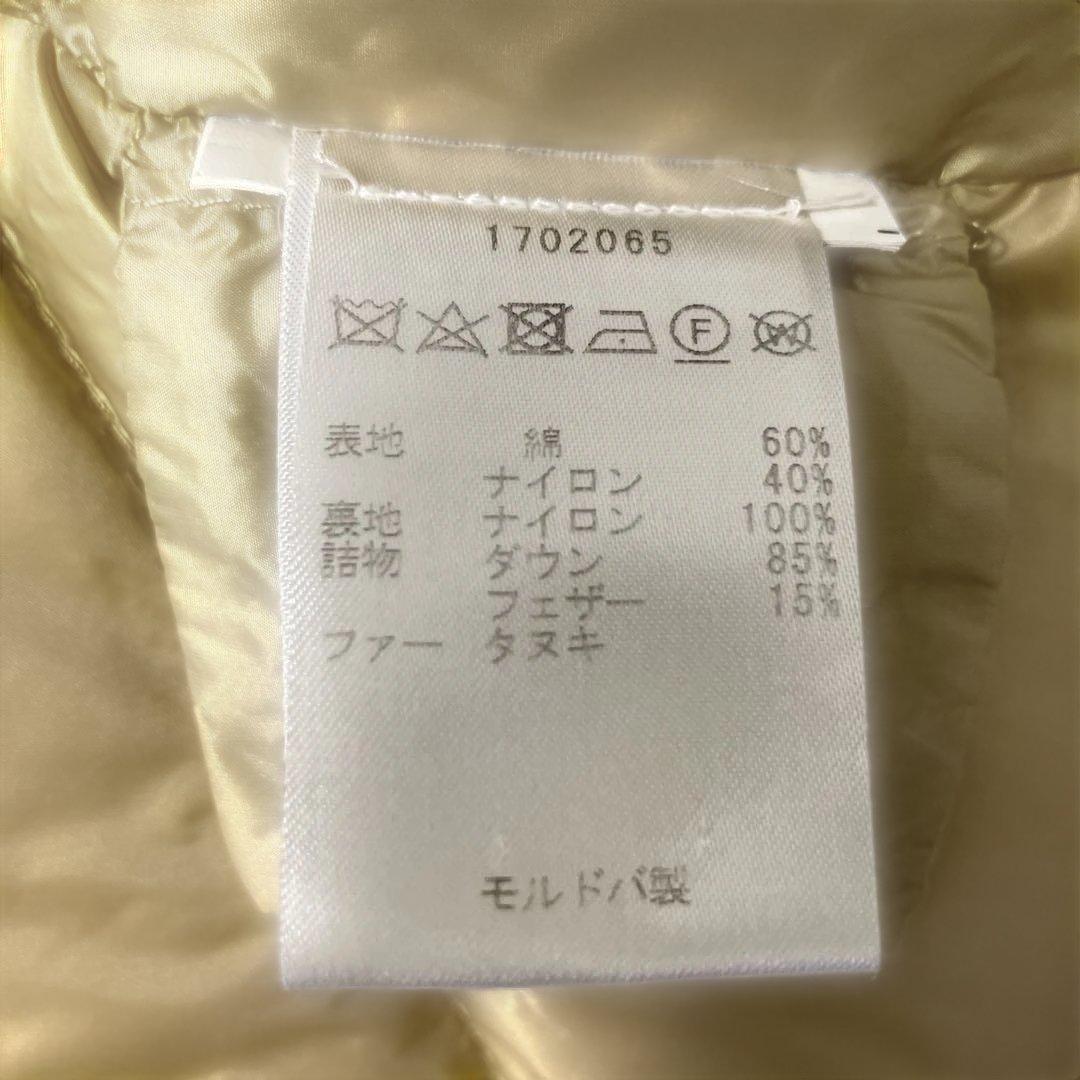 1702065
F W
表地 綿 60%
ナイロン 40%
裏地 ナイロン 100%
詰物 ダウン 85%
フェザー 15%
ファー タヌキ
モルドバ製